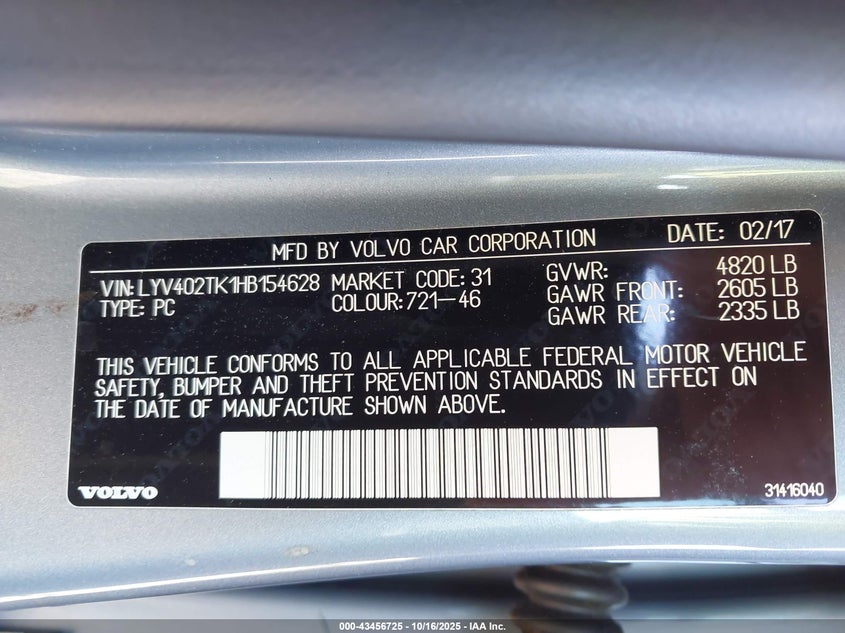 MFD BY VOLVO CAR CORPORATION DATE: 02/17
VIN:LYV402TK1HB154628 MARKET CODE: 31 GVWR: 4820 LB
TYPE: PC COLOUR:721-46 GAWR FRONT: 2605 LB
GAWR REAR: 2335 LB
THIS VEHICLE CONFORMS TO ALL APPLICABLE FEDERAL MOTOR VEHICLE
SAFETY, BUMPER AND THEFT PREVENTION STANDARDS IN EFFECT ON
THE DATE OF MANUFACTURE SHOWN ABOVE.
VOLVO 31416040
000-43456725 - 10/16/2025 - IAA Inc.